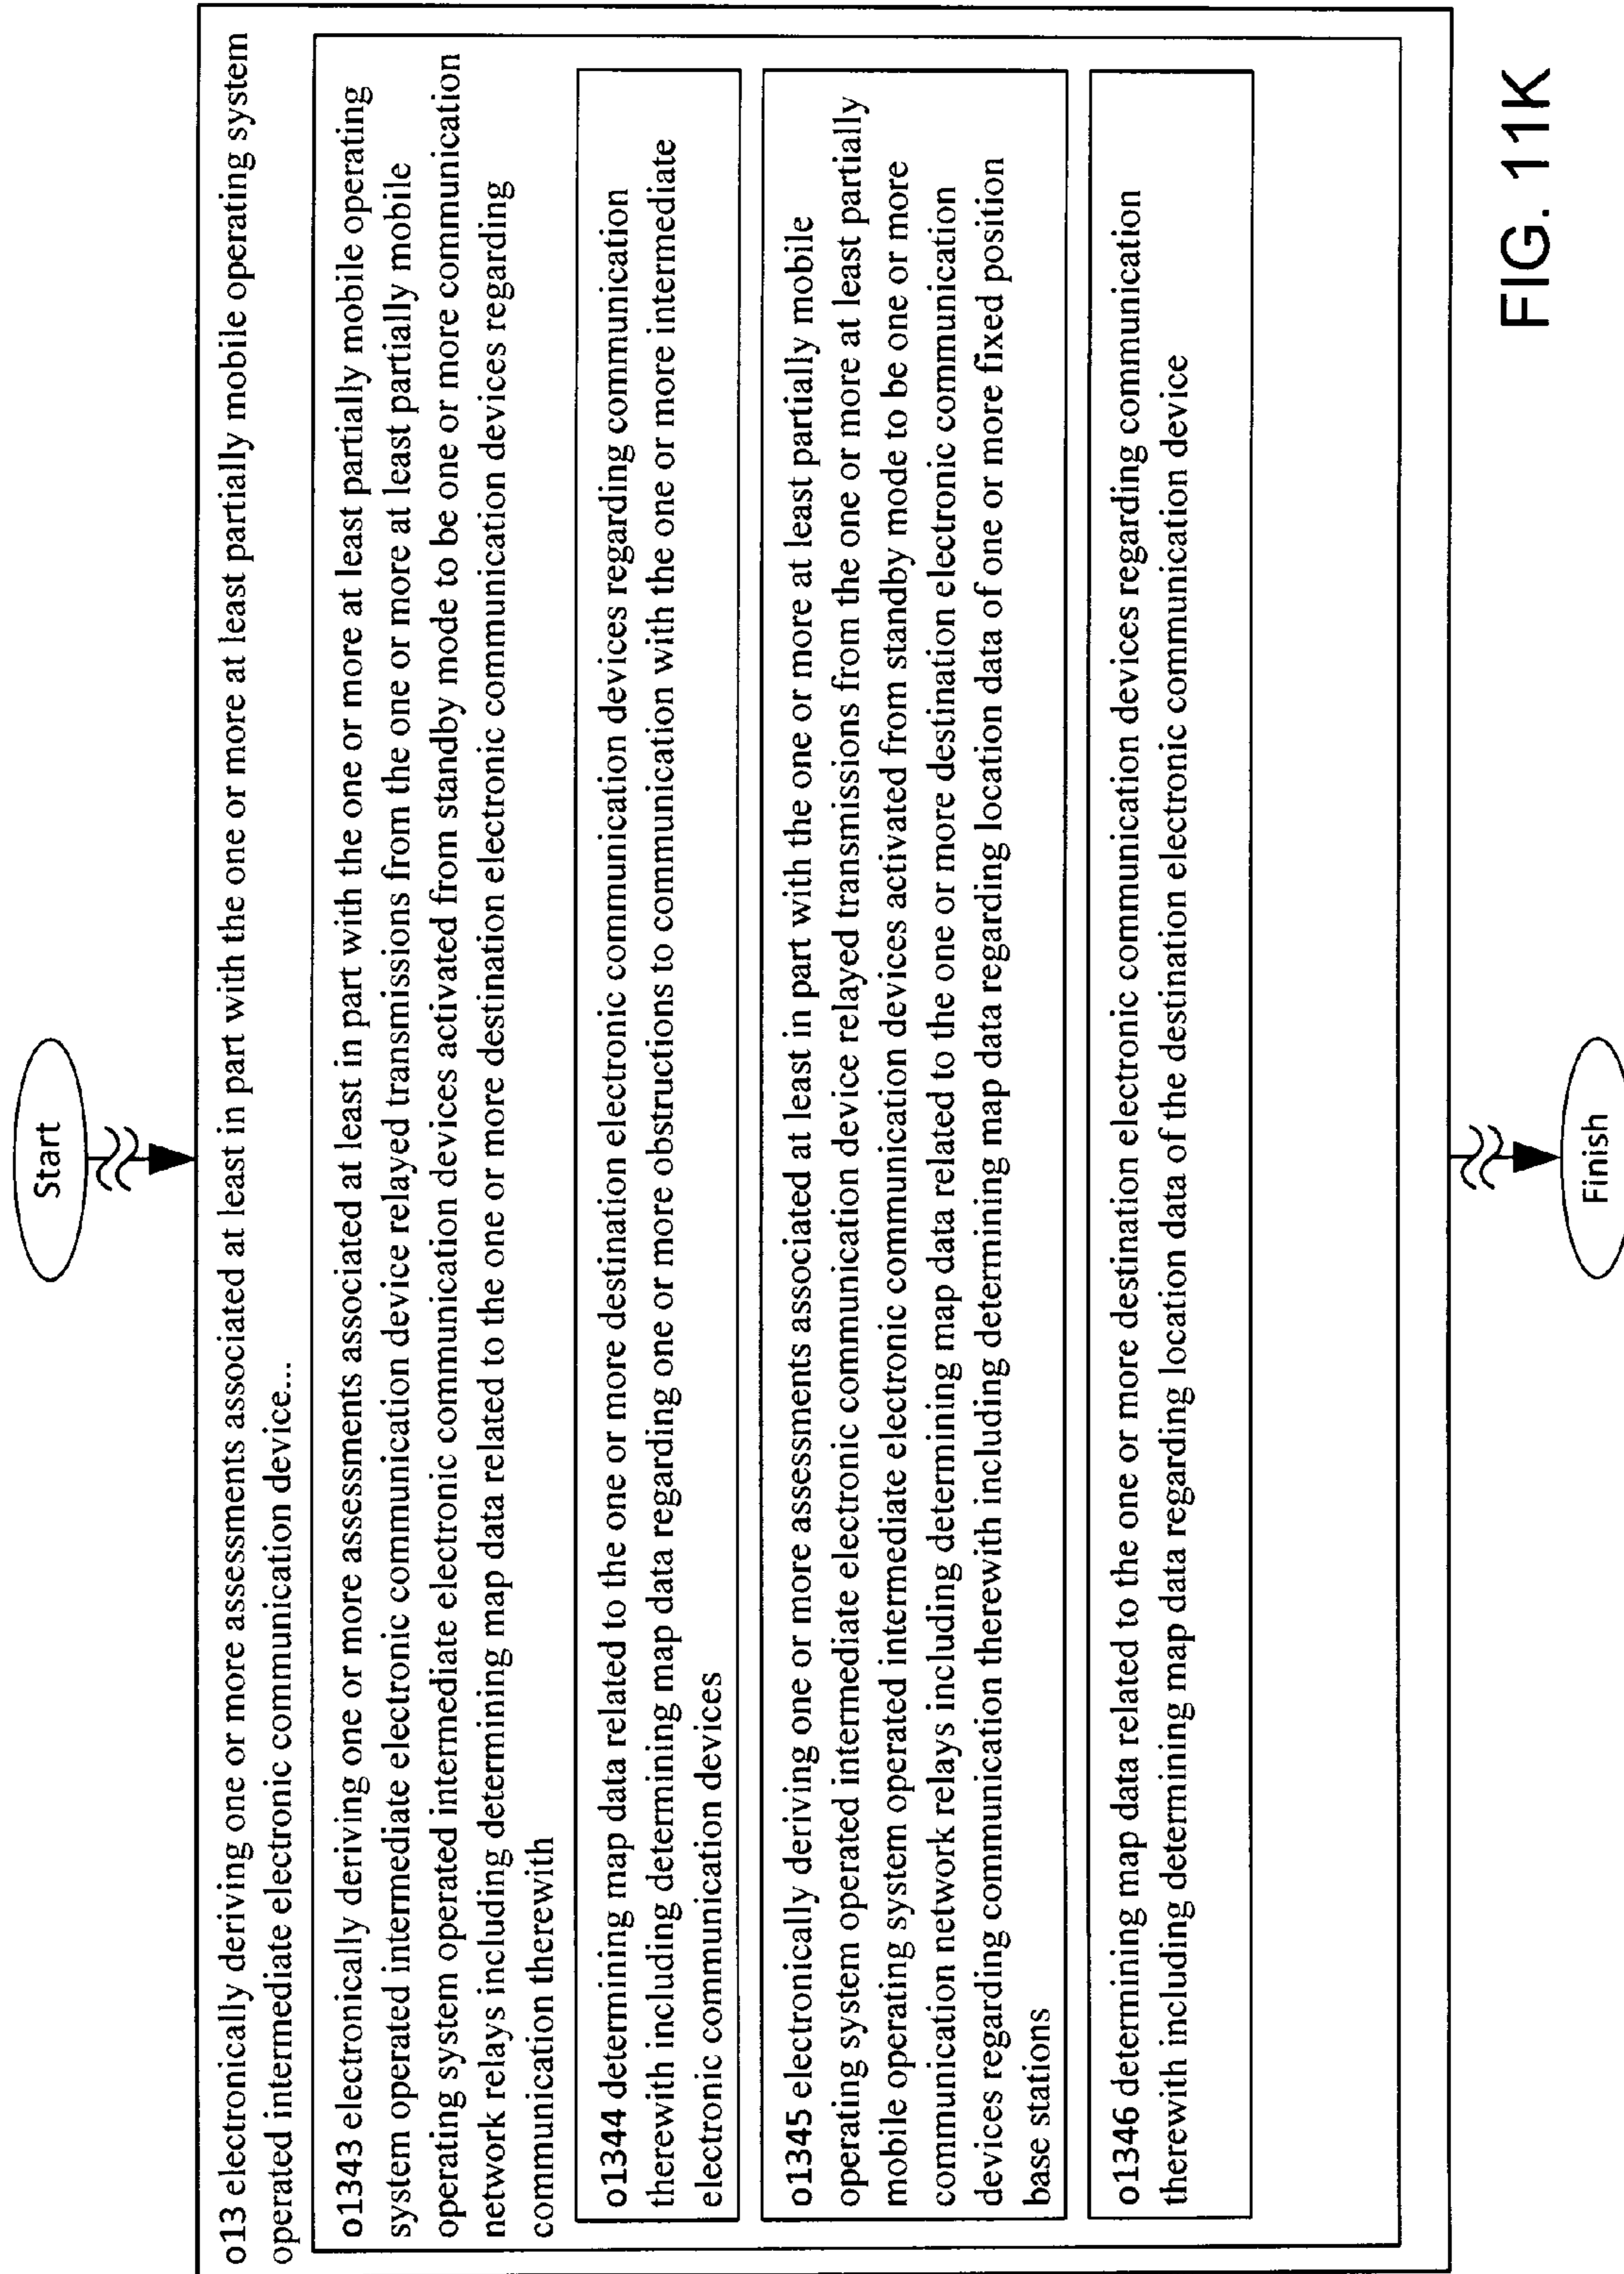 Start
o13 electronically deriving one or more assessments associated at least in part with the one or more at least partially mobile operating system
operated intermediate electronic communication device...
o1343 electronically deriving one or more assessments associated at least in part with the one or more at least partially mobile operating
system operated intermediate electronic communication device relayed transmissions from the one or more at least partially mobile
operating system operated intermediate electronic communication devices activated from standby mode to be one or more communication
network relays including determining map data related to the one or more destination electronic communication devices regarding
communication therewith
o1344 determining map data related to the one or more destination electronic communication devices regarding communication
therewith including determining map data regarding one or more obstructions to communication with the one or more intermediate
electronic communication devices
o1345 electronically deriving one or more assessments associated at least in part with the one or more at least partially mobile
operating system operated intermediate electronic communication device relayed transmissions from the one or more at least partially
mobile operating system operated intermediate electronic communication devices activated from standby mode to be one or more
communication network relays including determining map data related to the one or more destination electronic communication
devices regarding communication therewith including determining map data regarding location data of one or more fixed position
base stations
o1346 determining map data related to the one or more destination electronic communication devices regarding communication
therewith including determining map data regarding location data of the destination electronic communication device
Finish
FIG. 11K